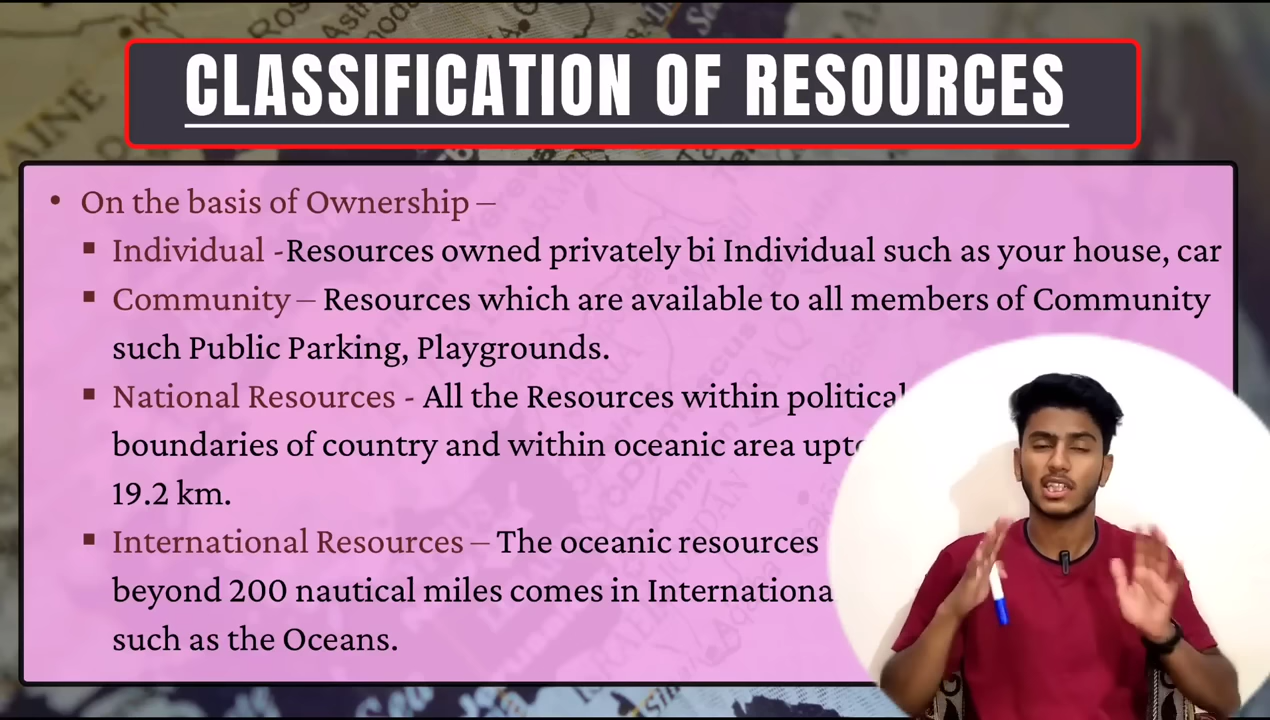 CLASSIFICATION OF RESOURCES
• On the basis of Ownership –
▪ Individual -Resources owned privately bi Individual such as your house, car
▪ Community – Resources which are available to all members of Community
such Public Parking, Playgrounds.
▪ National Resources - All the Resources within political
boundaries of country and within oceanic area
19.2 km.
▪ International Resources – The oceanic resources
beyond 200 nautical miles comes in
such as the Oceans.